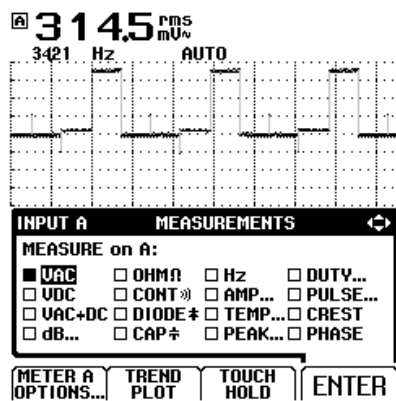 A 314.5 rms mV~
3421 Hz AUTO
INPUT A MEASUREMENTS
MEASURE on A:
VAC OHMΩ Hz DUTY...
VDC CONT AMP... PULSE...
VAC+DC DIODE TEMP... CREST
dB... CAP PEAK... PHASE
METER A TREND TOUCH ENTER
OPTIONS... PLOT HOLD